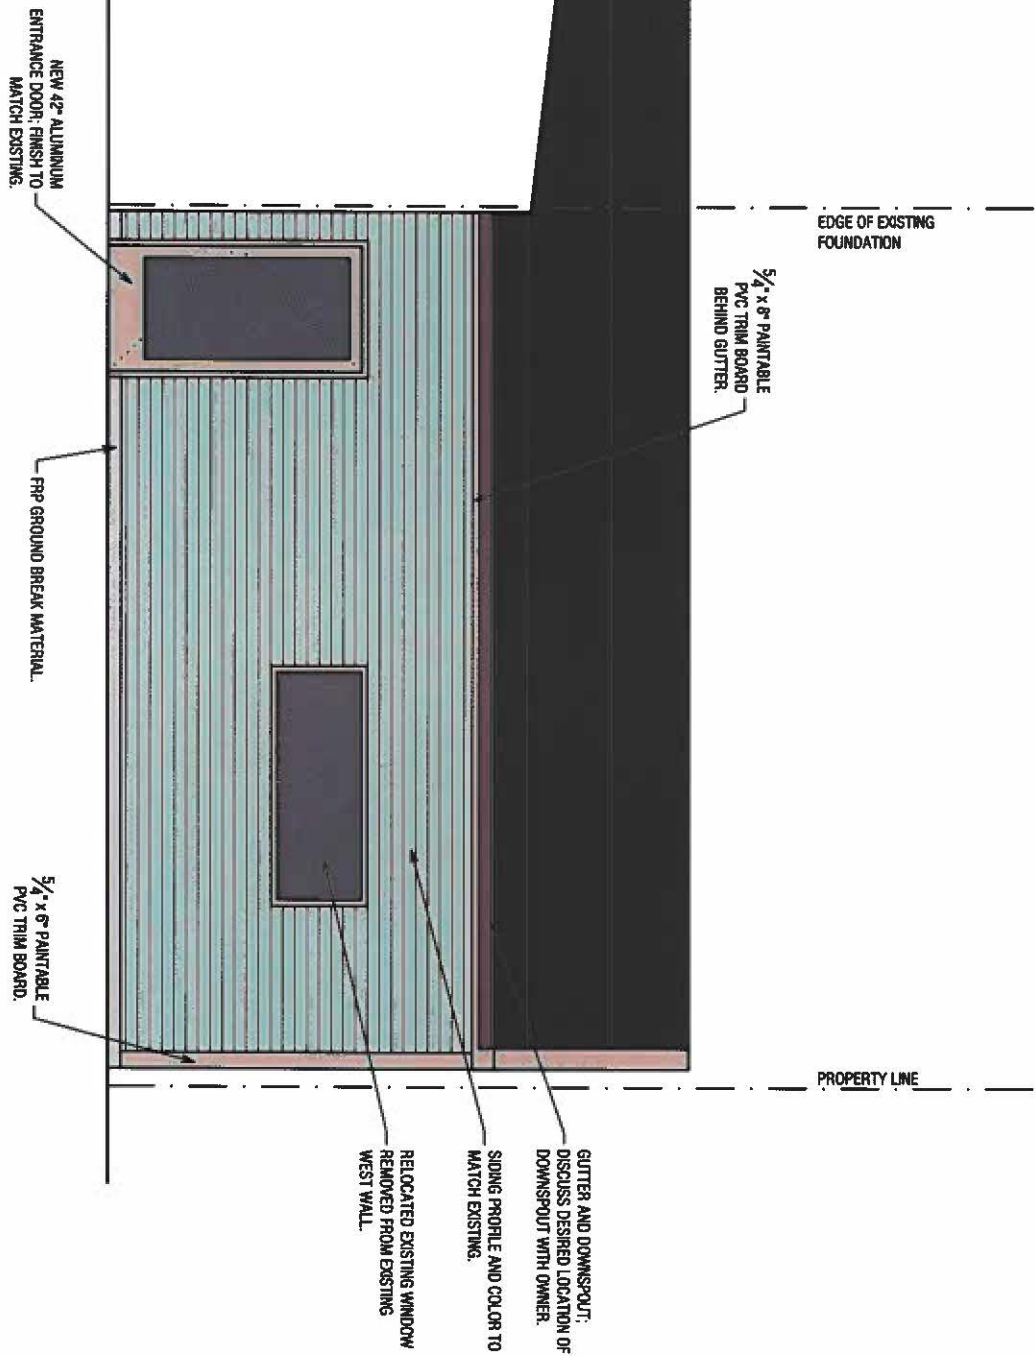 EDGE OF EXISTING
FOUNDATION
PROPERTY LINE
5/4" x 8" PAINTABLE
PVC TRIM BOARD
BEHIND GUTTER.
GUTTER AND DOWNSPOUT;
DISCUSS DESIRED LOCATION OF
DOWNSPOUT WITH OWNER.
SIDING PROFILE AND COLOR TO
MATCH EXISTING.
RELOCATED EXISTING WINDOW
REMOVED FROM EXISTING
WEST WALL.
NEW 42" ALUMINUM
ENTRANCE DOOR; FINISH TO
MATCH EXISTING.
FRP GROUND BREAK MATERIAL.
5/4" x 6" PAINTABLE
PVC TRIM BOARD.